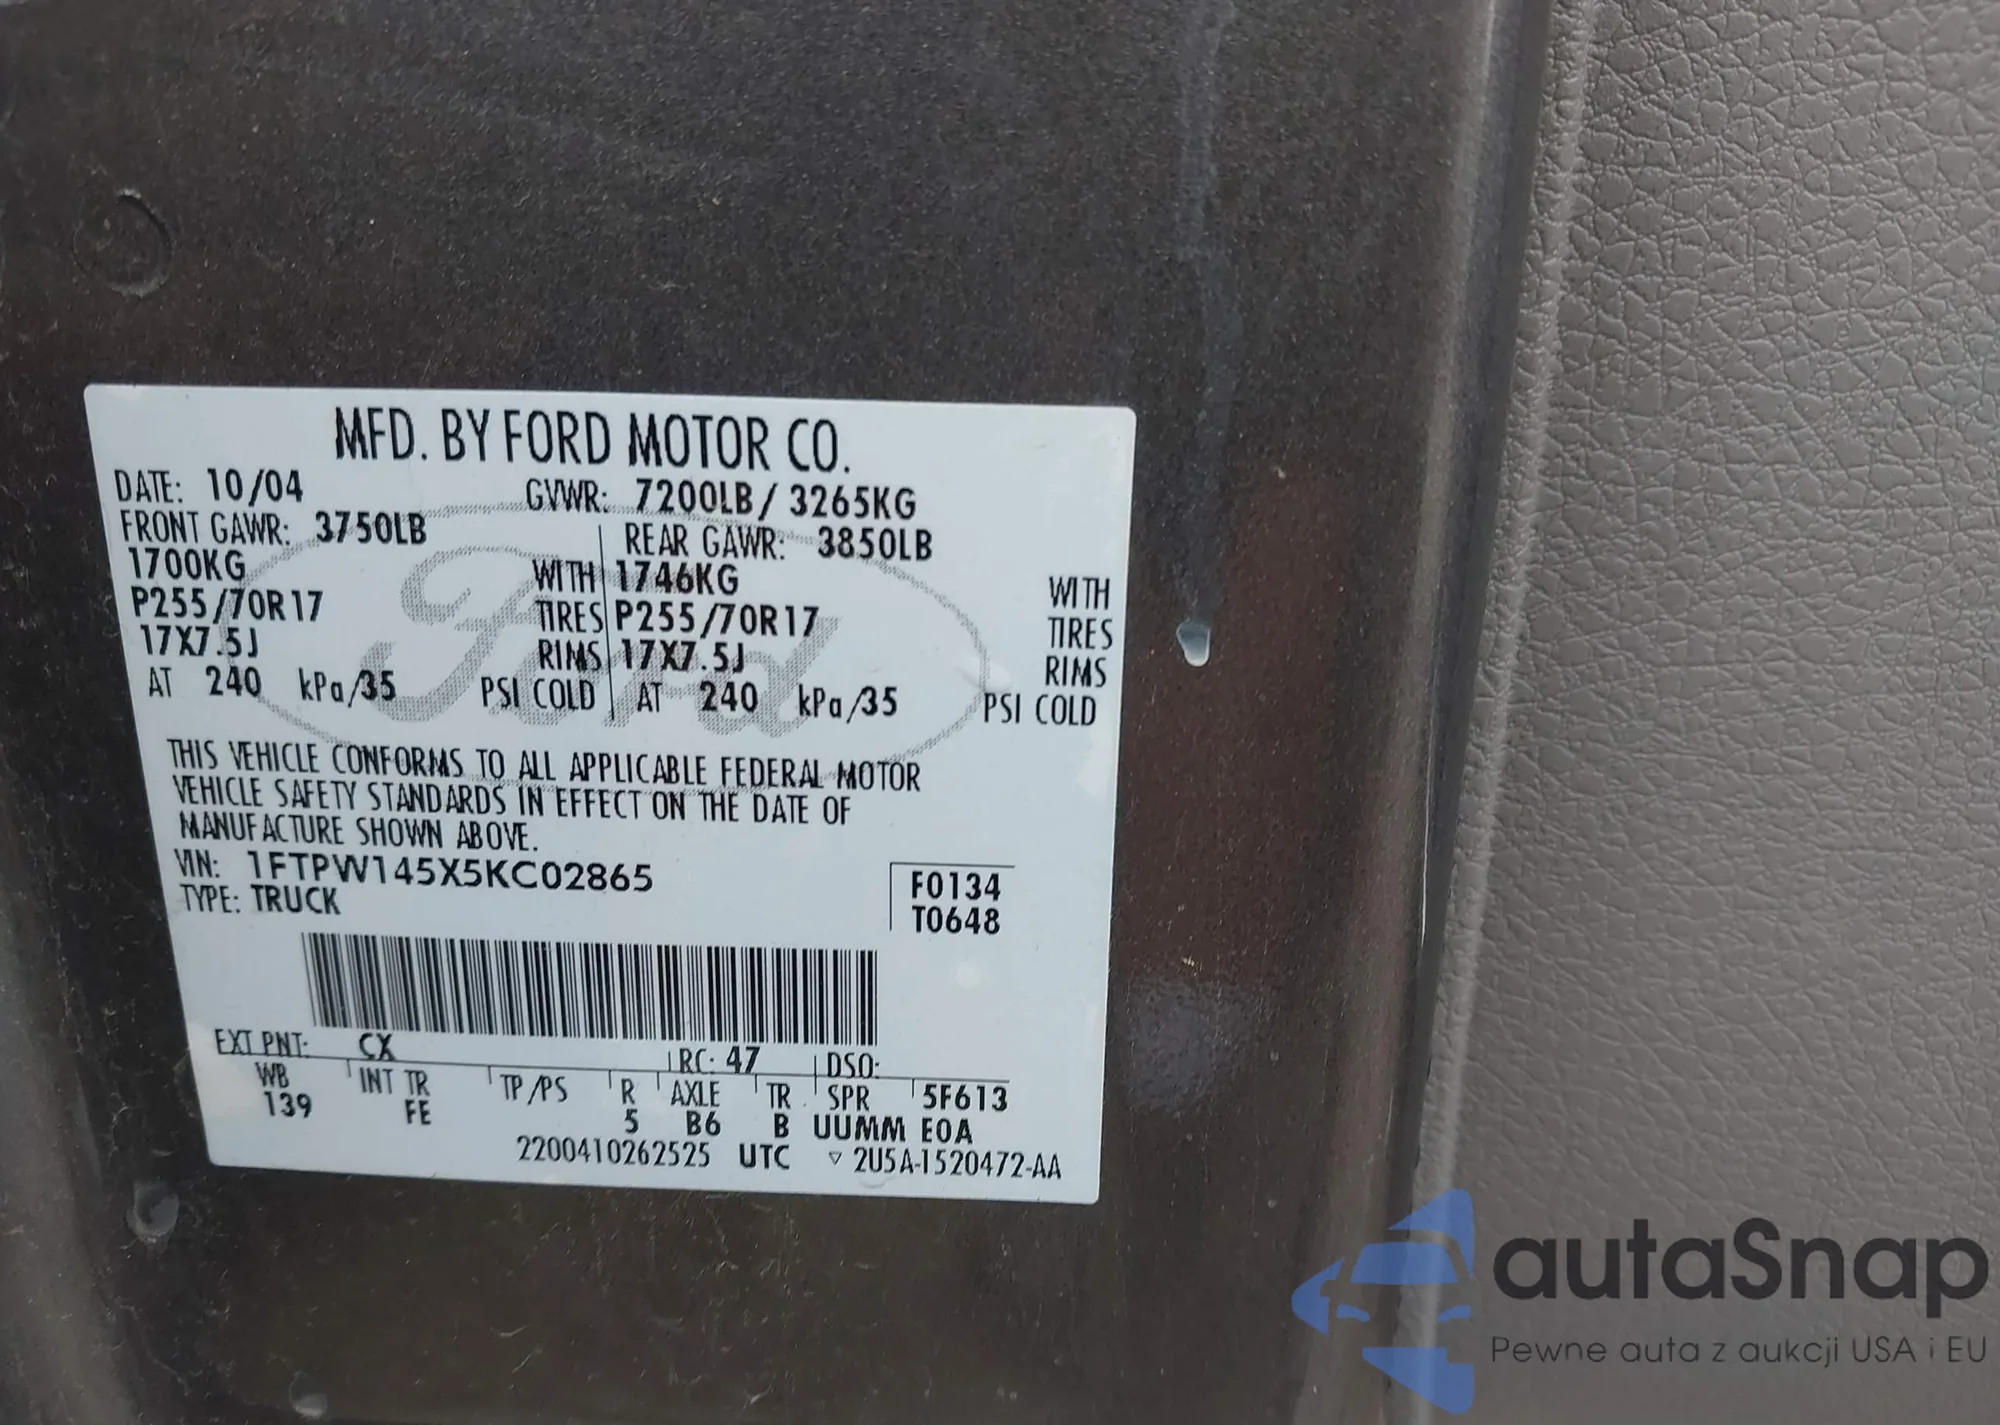 MFD. BY FORD MOTOR CO.
DATE: 10/04 GVWR: 7200LB / 3265KG
FRONT GAWR: 3750LB REAR GAWR: 3850LB
1700KG WITH 1746KG WITH
P255/70R17 TIRES P255/70R17 TIRES
17X7.5J RIMS 17X7.5J RIMS
AT 240 kPa/35 PSI COLD AT 240 kPa/35 PSI COLD
THIS VEHICLE CONFORMS TO ALL APPLICABLE FEDERAL MOTOR
VEHICLE SAFETY STANDARDS IN EFFECT ON THE DATE OF
MANUFACTURE SHOWN ABOVE.
VIN: 1FTPW145X5KC02865 F0134
TYPE: TRUCK T0648
EXT PNT: CX RC: 47 DSO:
WB INT TR TP/PS R AXLE TR SPR 5F613
139 FE 5 B6 B UUMM E0A
2200410262525 UTC ▽ 2U5A-1520472-AA
Ford
autaSnap
Pewne auta z aukcji USA i EU